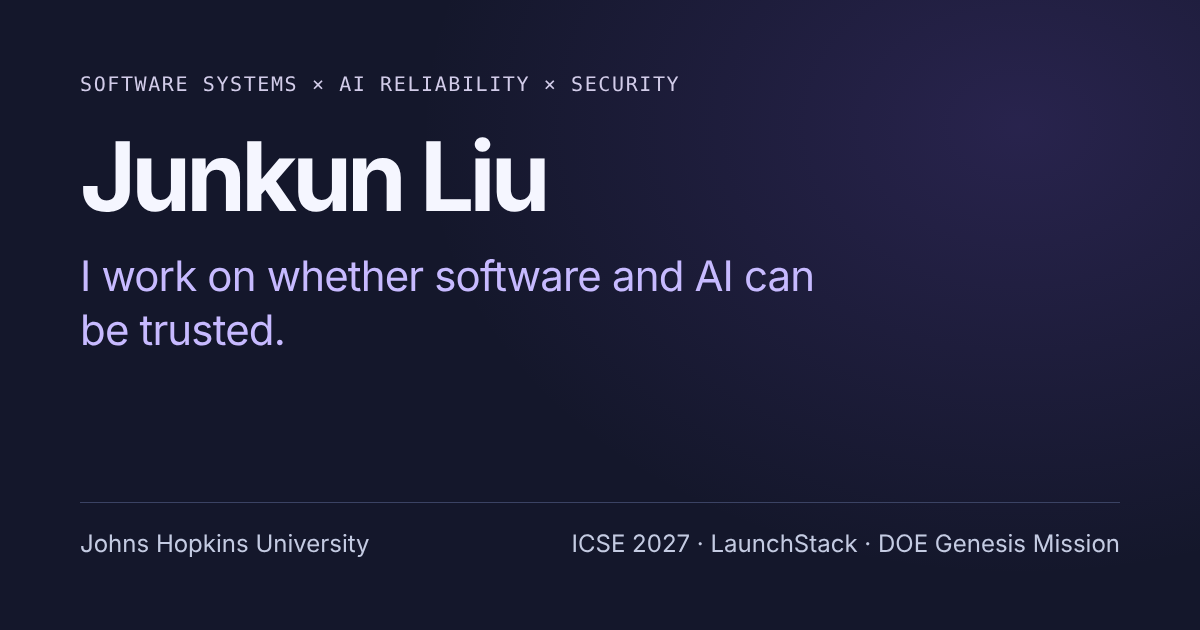 SOFTWARE SYSTEMS × AI RELIABILITY × SECURITY
Junkun Liu
I work on whether software and AI can
be trusted.
Johns Hopkins University
ICSE 2027 · LaunchStack · DOE Genesis Mission